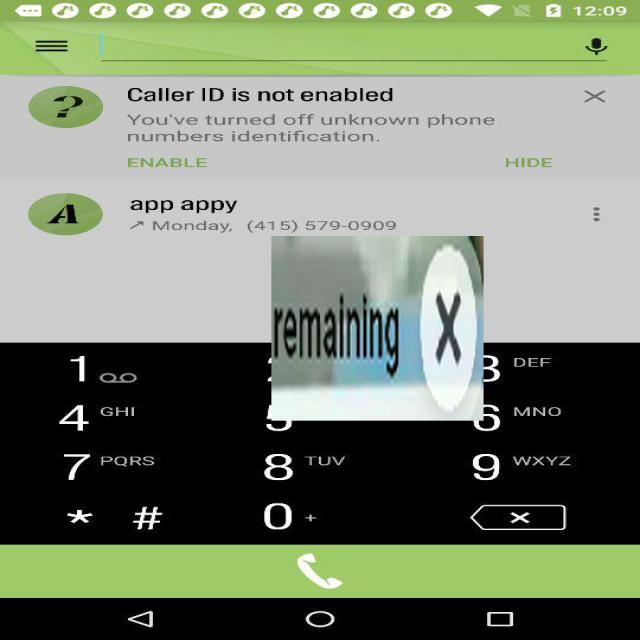 12:09
Caller ID is not enabled
You've turned off unknown phone
numbers identification.
ENABLE HIDE
A app appy
Monday, (415) 579-0909
remaining X
1 3 DEF
4 GHI 5 6 MNO
7 PQRS 8 TUV 9 WXYZ
* # 0 +